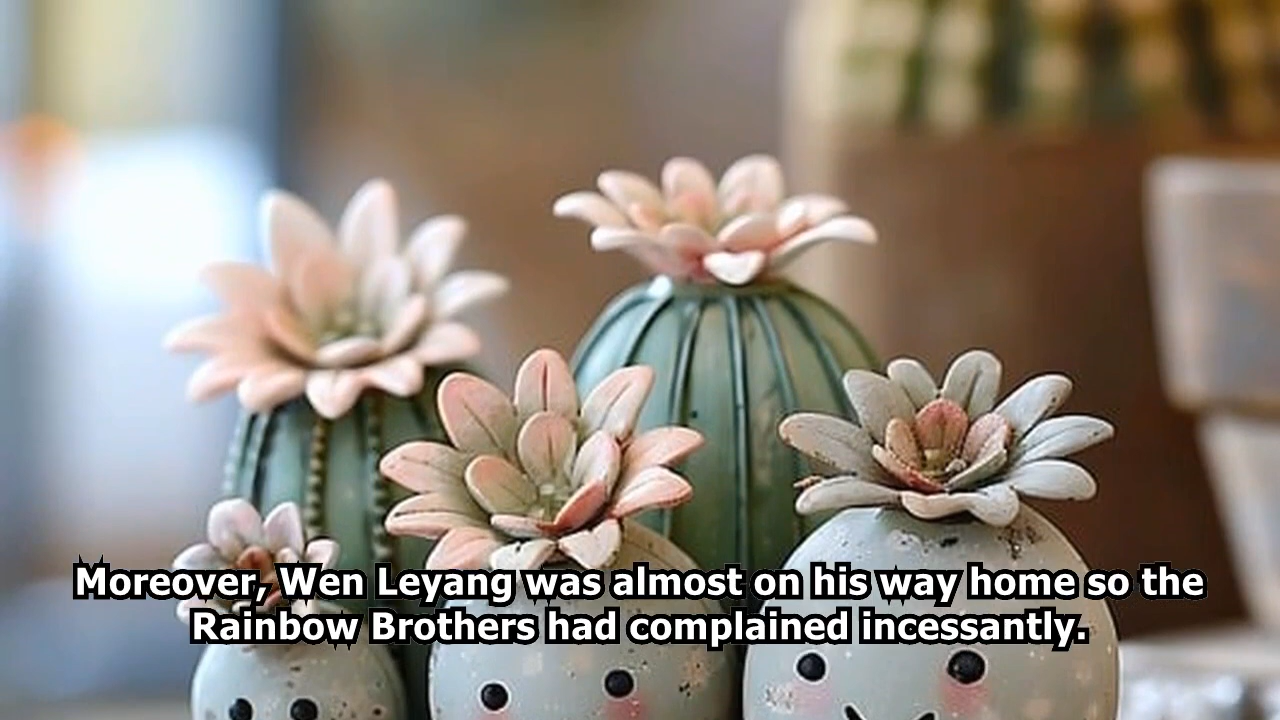 Moreover, Wen Leyang was almost on his way home so the
Rainbow Brothers had complained incessantly.